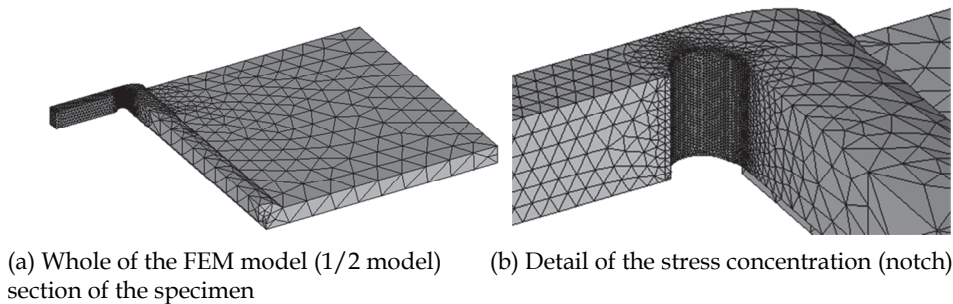 (a) Whole of the FEM model (1/2 model)
section of the specimen
(b) Detail of the stress concentration (notch)